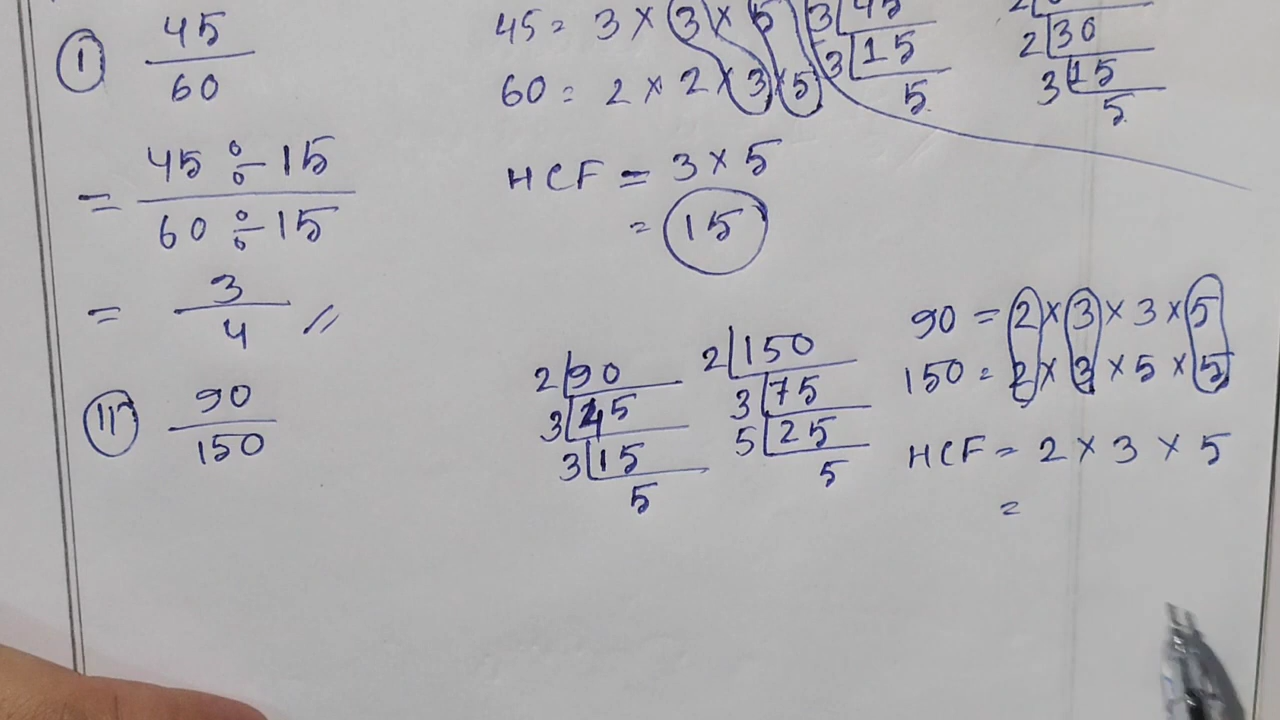 I 45/60
= 45 ÷ 15 / 60 ÷ 15
= 3/4 //
45 = 3 × 3 × 5
60 = 2 × 2 × 3 × 5
HCF = 3 × 5
= 15
3 | 45
3 | 15
5
2 | 30
3 | 15
5
II 90/150
2 | 90
3 | 45
3 | 15
5
2 | 150
3 | 75
5 | 25
5
90 = 2 × 3 × 3 × 5
150 = 2 × 3 × 5 × 5
HCF = 2 × 3 × 5
=